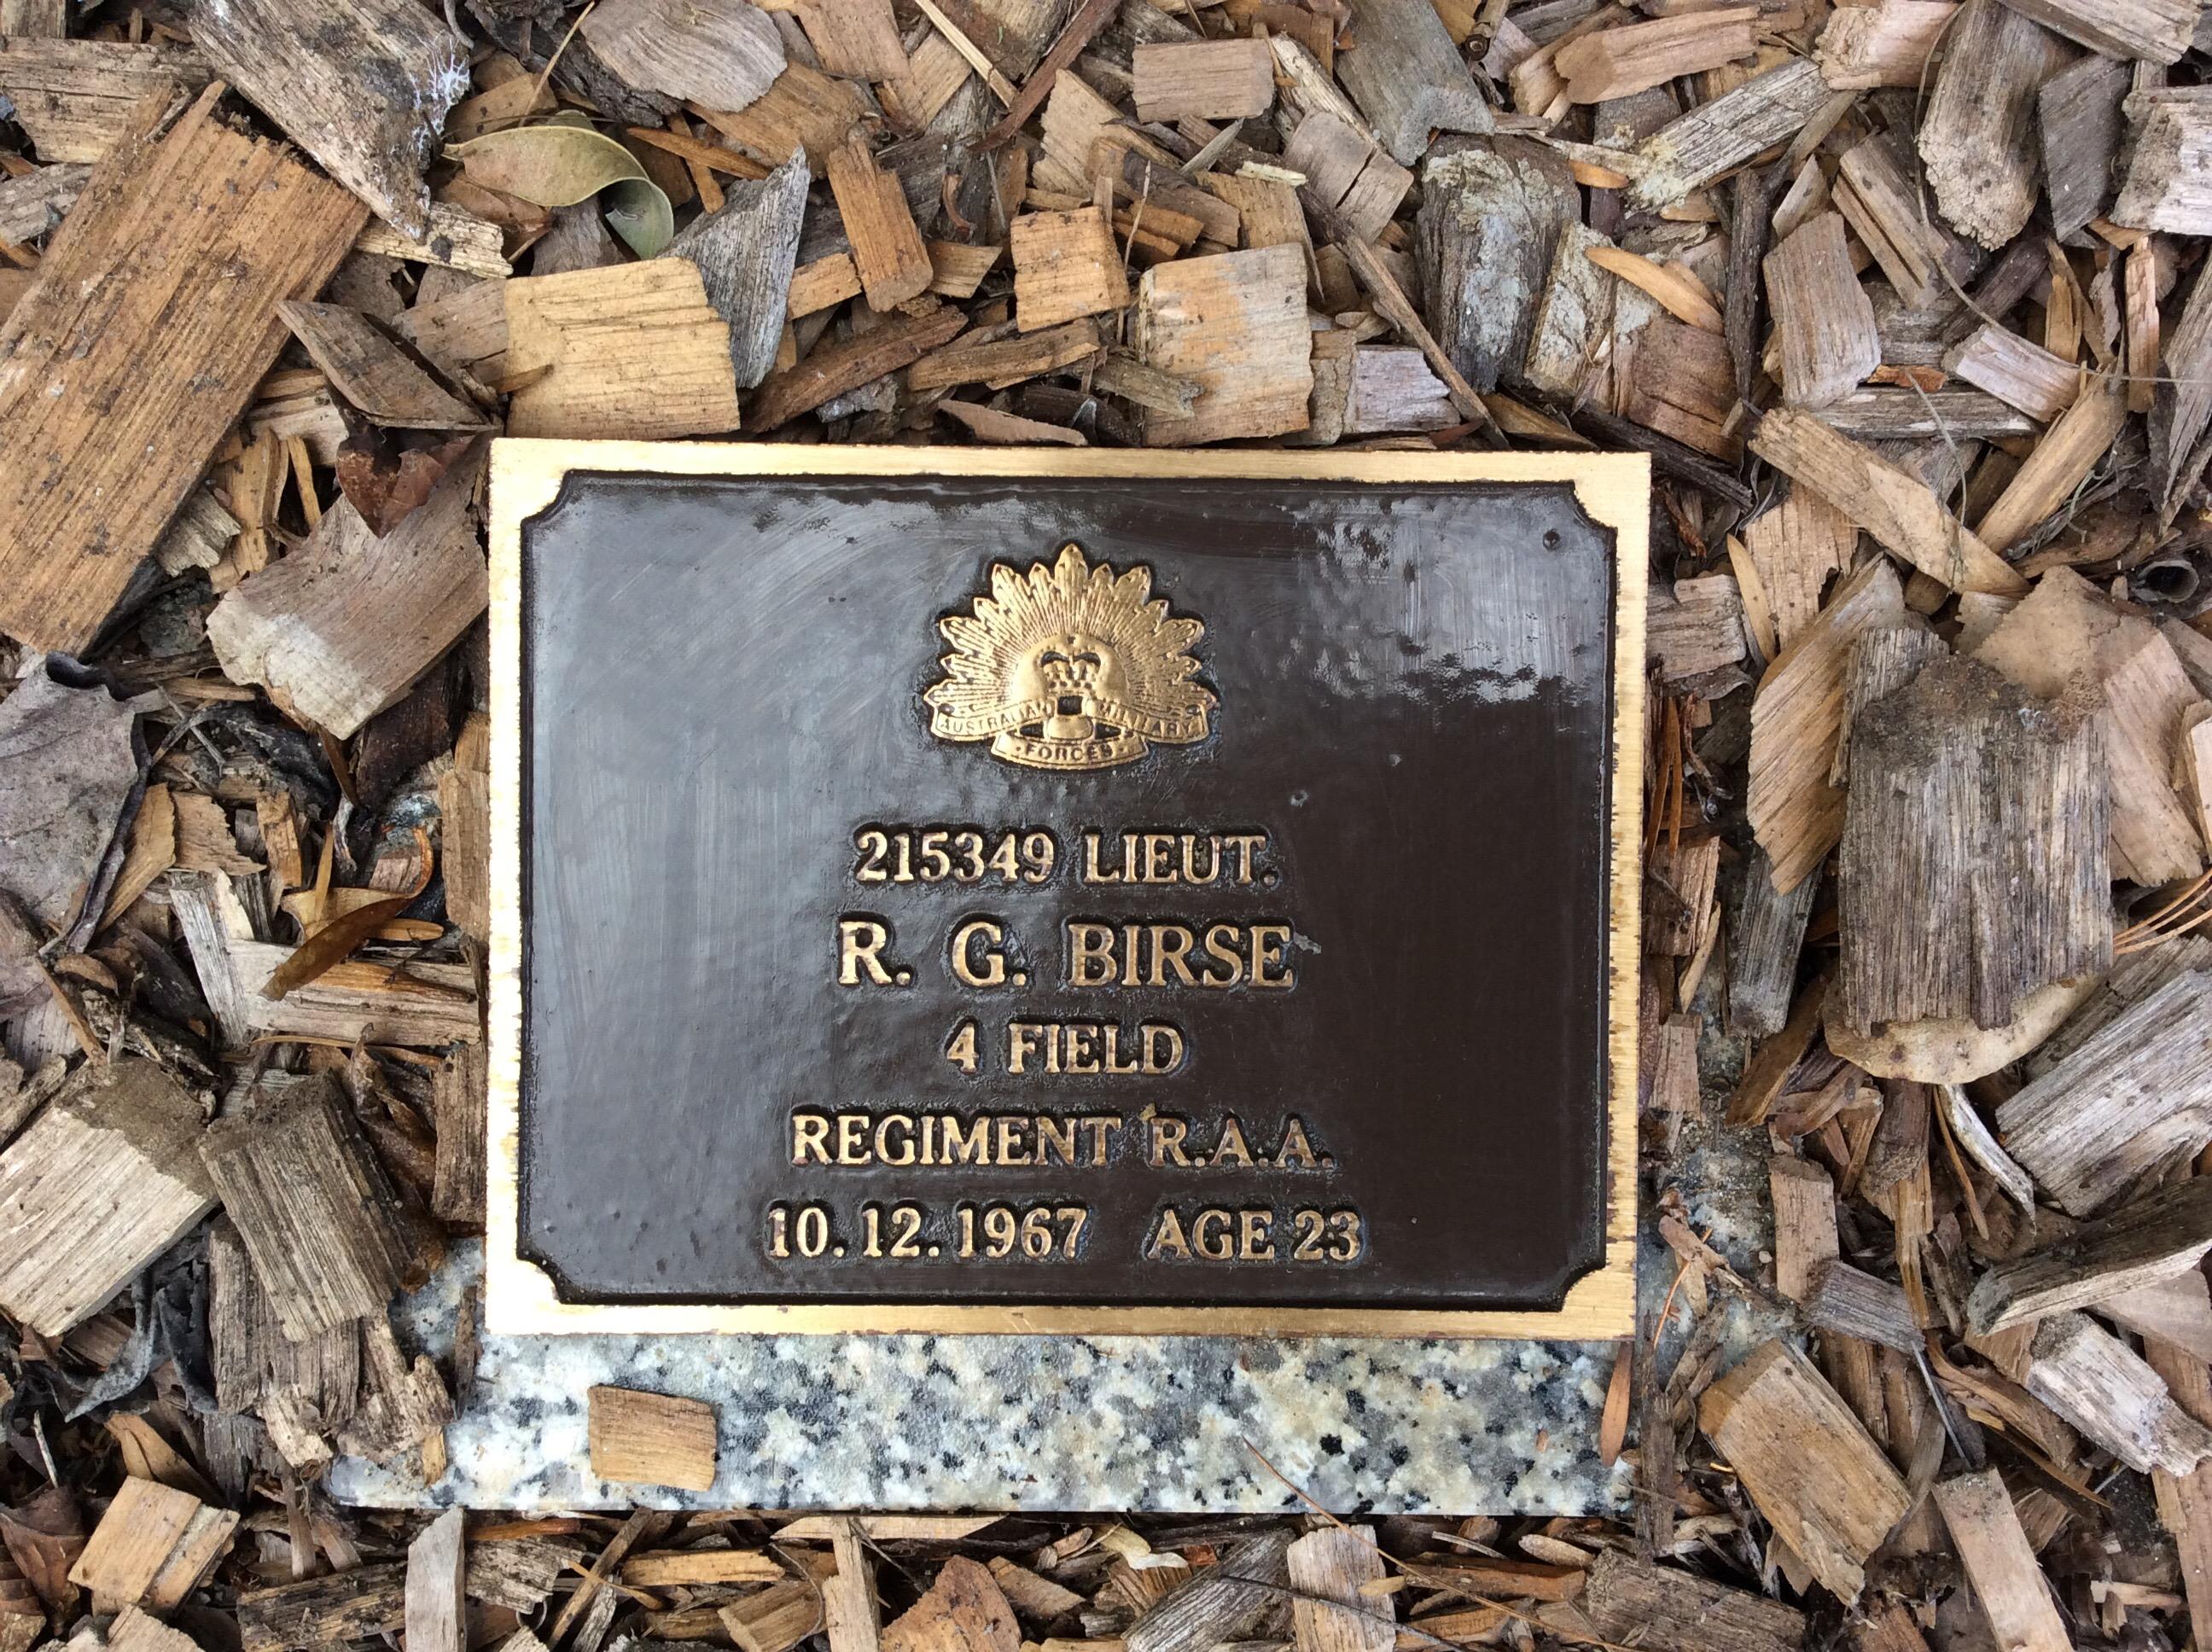 AUSTRALIAN MILITARY
FORCES
215349 LIEUT.
R. G. BIRSE
4 FIELD
REGIMENT R.A.A.
10.12.1967 AGE 23